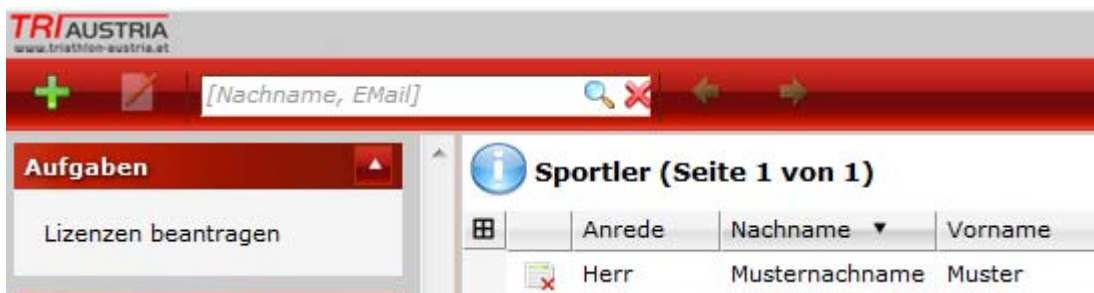 TRI AUSTRIA
www.triathlon-austria.at
[Nachname, EMail]
Aufgaben
Lizenzen beantragen
Sportler (Seite 1 von 1)
Anrede Nachname Vorname
Herr Musternachname Muster